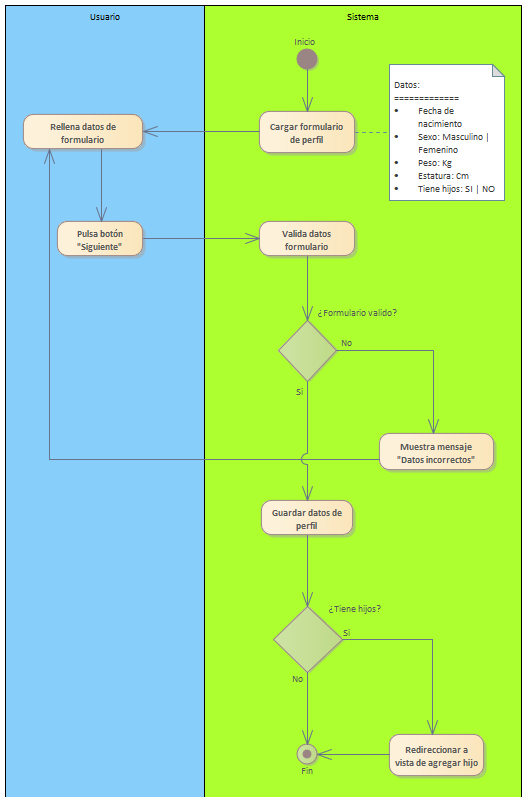 Usuario
Sistema
Inicio
Datos:
=============
• Fecha de
nacimiento
• Sexo: Masculino |
Femenino
• Peso: Kg
• Estatura: Cm
• Tiene hijos: SI | NO
Cargar formulario
de perfil
Rellena datos de
formulario
Pulsa botón
"Siguiente"
Valida datos
formulario
¿Formulario valido?
No
Si
Muestra mensaje
"Datos incorrectos"
Guardar datos de
perfil
¿Tiene hijos?
Si
No
Redireccionar a
vista de agregar hijo
Fin